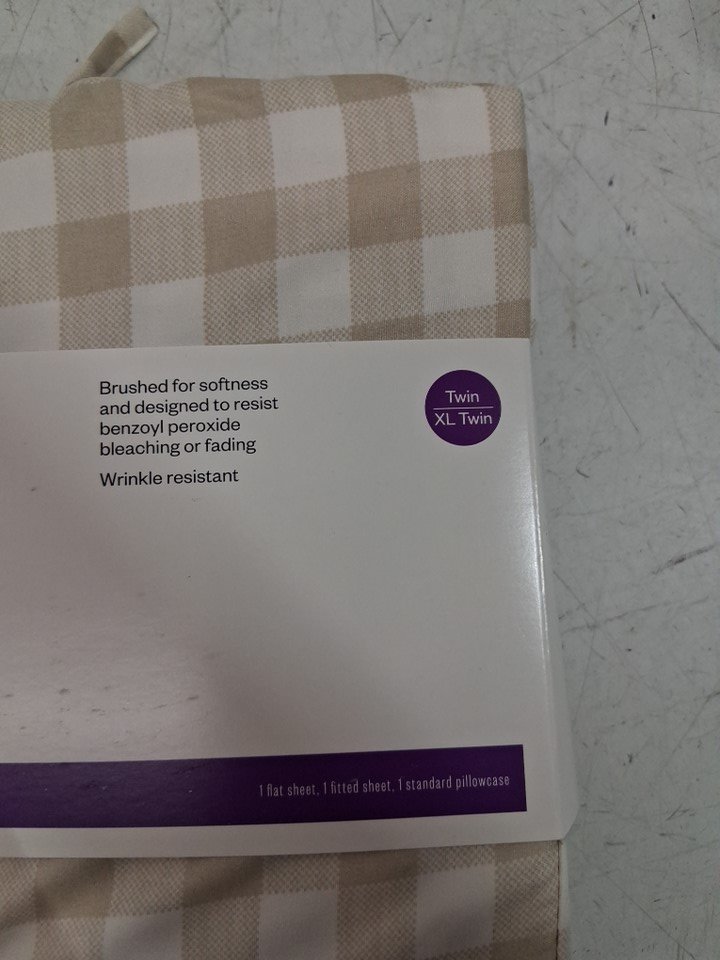 Brushed for softness
and designed to resist
benzoyl peroxide
bleaching or fading
Wrinkle resistant
Twin
XL Twin
1 flat sheet, 1 fitted sheet, 1 standard pillowcase